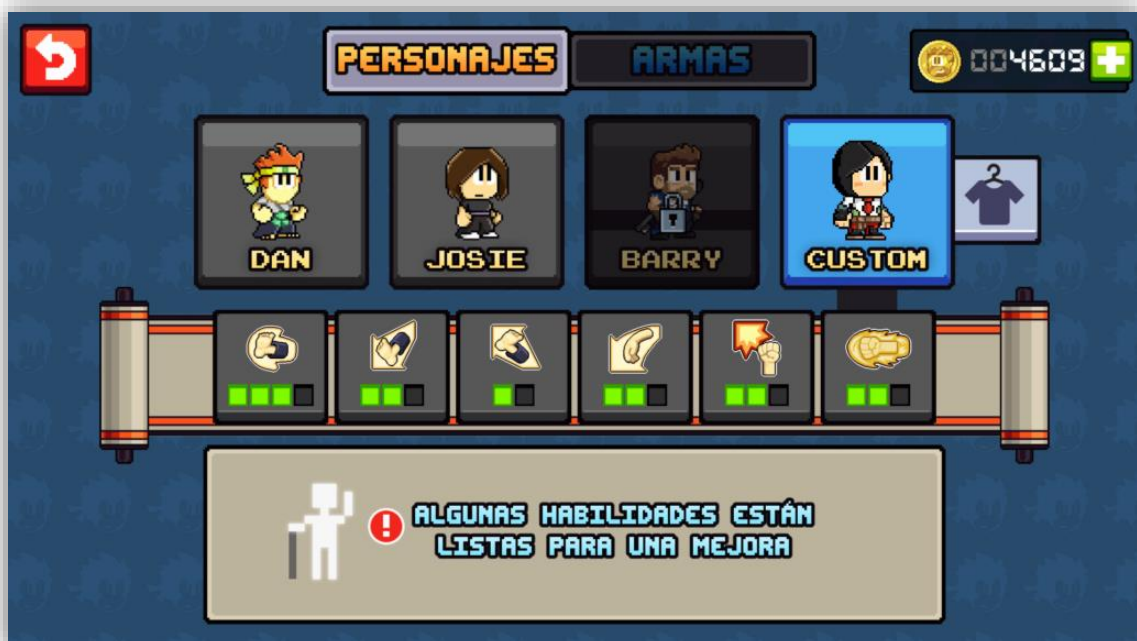 PERSONAJES
ARMAS
004609
DAN
JOSIE
BARRY
CUSTOM
ALGUNAS HABILIDADES ESTÁN
LISTAS PARA UNA MEJORA